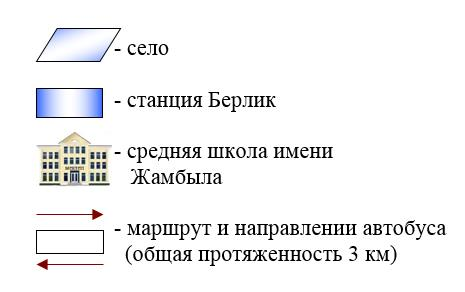 - село
- станция Берлик
- средняя школа имени
Жамбыла
- маршрут и направлении автобуса
(общая протяженность 3 км)